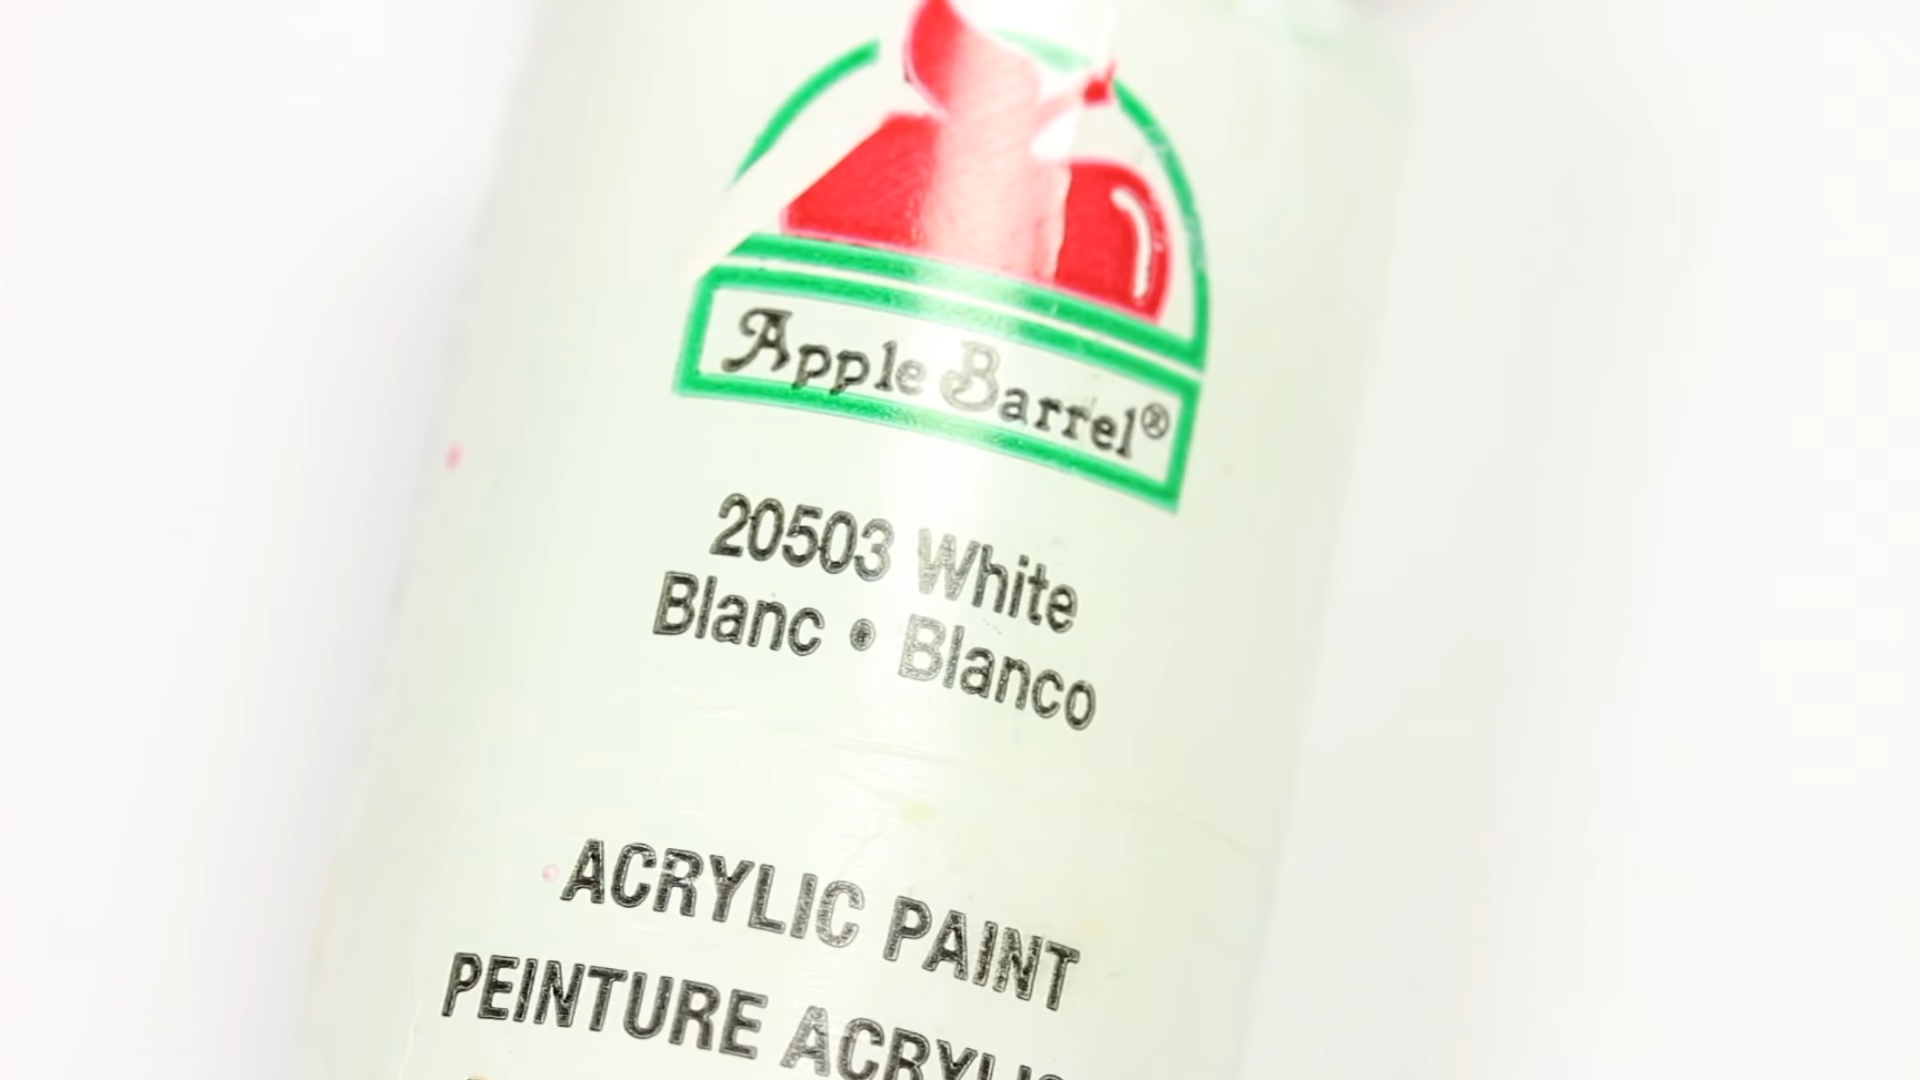 Apple Barrel®
20503 White
Blanc • Blanco
ACRYLIC PAINT
PEINTURE